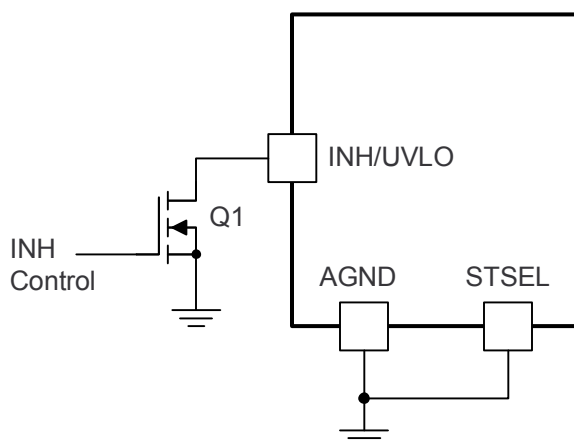 INH/UVLO
Q1
INH
Control
AGND
STSEL